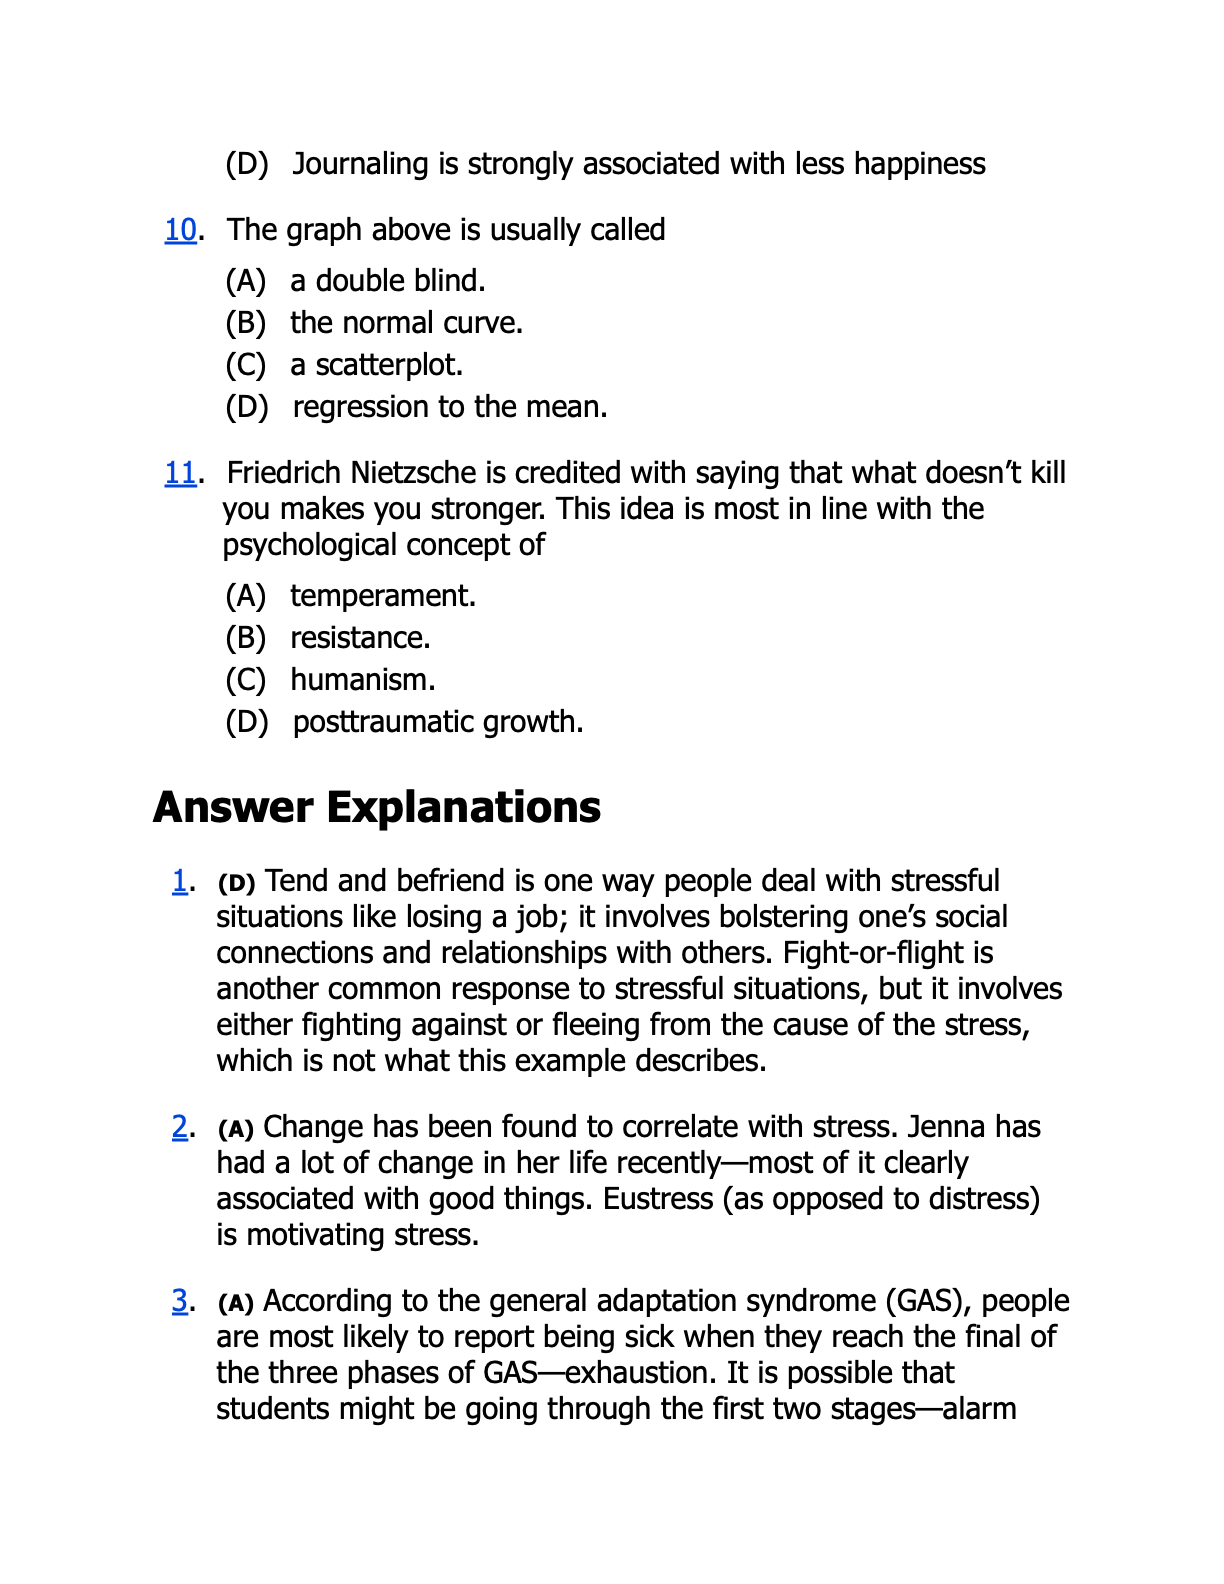 (D) Journaling is strongly associated with less happiness
10. The graph above is usually called
(A) a double blind.
(B) the normal curve.
(C) a scatterplot.
(D) regression to the mean.
11. Friedrich Nietzsche is credited with saying that what doesn’t kill
you makes you stronger. This idea is most in line with the
psychological concept of
(A) temperament.
(B) resistance.
(C) humanism.
(D) posttraumatic growth.
Answer Explanations
1. (D) Tend and befriend is one way people deal with stressful
situations like losing a job; it involves bolstering one’s social
connections and relationships with others. Fight-or-flight is
another common response to stressful situations, but it involves
either fighting against or fleeing from the cause of the stress,
which is not what this example describes.
2. (A) Change has been found to correlate with stress. Jenna has
had a lot of change in her life recently—most of it clearly
associated with good things. Eustress (as opposed to distress)
is motivating stress.
3. (A) According to the general adaptation syndrome (GAS), people
are most likely to report being sick when they reach the final of
the three phases of GAS—exhaustion. It is possible that
students might be going through the first two stages—alarm